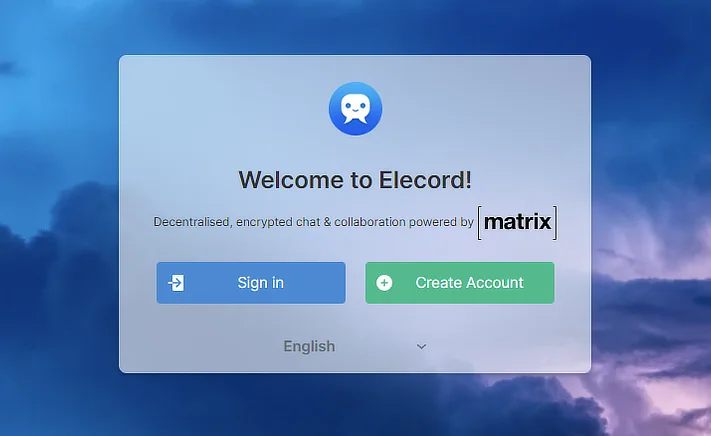 Welcome to Elecord!
Decentralised, encrypted chat & collaboration powered by [matrix]
Sign in
Create Account
English